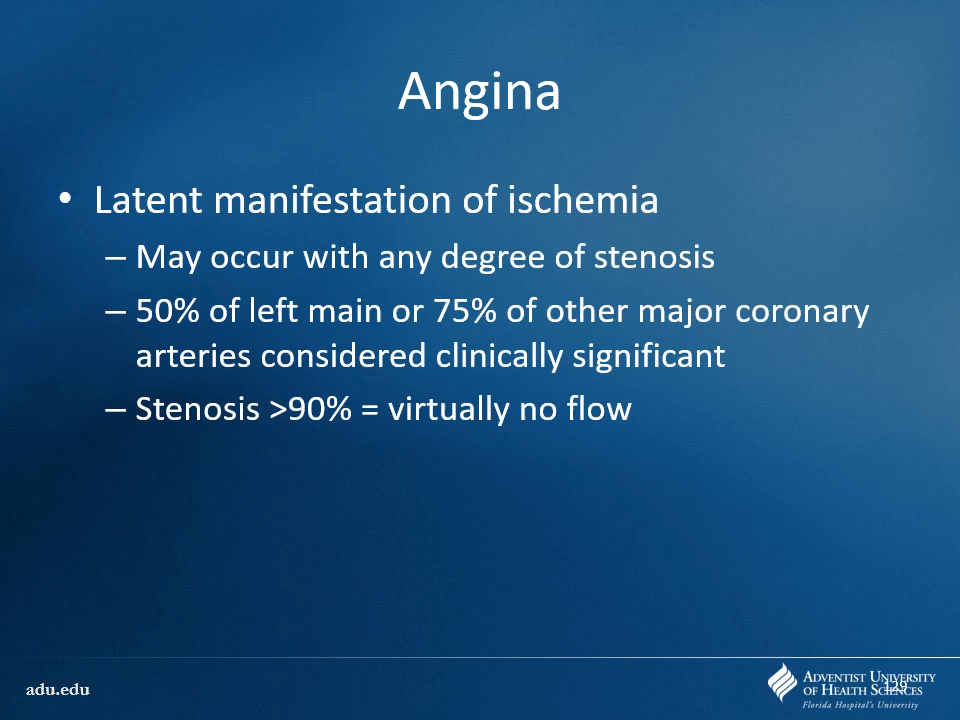 Angina
• Latent manifestation of ischemia
– May occur with any degree of stenosis
– 50% of left main or 75% of other major coronary
arteries considered clinically significant
– Stenosis >90% = virtually no flow
adu.edu
ADVENTIST UNIVERSITY
OF HEALTH SCIENCES
129
Florida Hospital's University